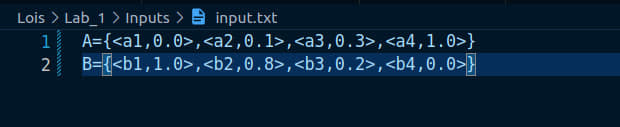 Lois > Lab_1 > Inputs > input.txt
1 A={<a1,0.0>,<a2,0.1>,<a3,0.3>,<a4,1.0>}
2 B={<b1,1.0>,<b2,0.8>,<b3,0.2>,<b4,0.0>}